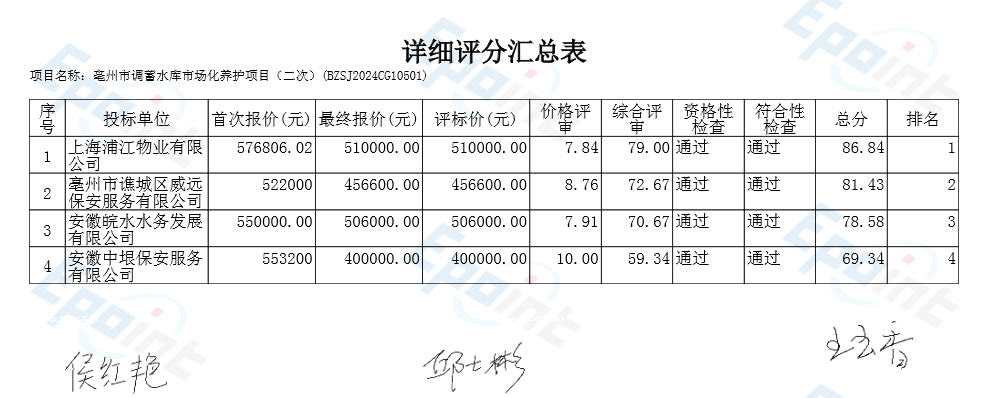 详细评分汇总表
项目名称：亳州市调蓄水库市场化养护项目（二次）(BZSJ2024CG10501)
序号 投标单位 首次报价(元) 最终报价(元) 评标价(元) 价格评审 综合评审 资格性检查 符合性检查 总分 排名
1 上海浦江物业有限公司 576806.02 510000.00 510000.00 7.84 79.00 通过 通过 86.84 1
2 亳州市谯城区威远保安服务有限公司 522000 456600.00 456600.00 8.76 72.67 通过 通过 81.43 2
3 安徽皖水水务发展有限公司 550000.00 506000.00 506000.00 7.91 70.67 通过 通过 78.58 3
4 安徽中垠保安服务有限公司 553200 400000.00 400000.00 10.00 59.34 通过 通过 69.34 4
侯红艳 邱士彬 王玄香
Epoint